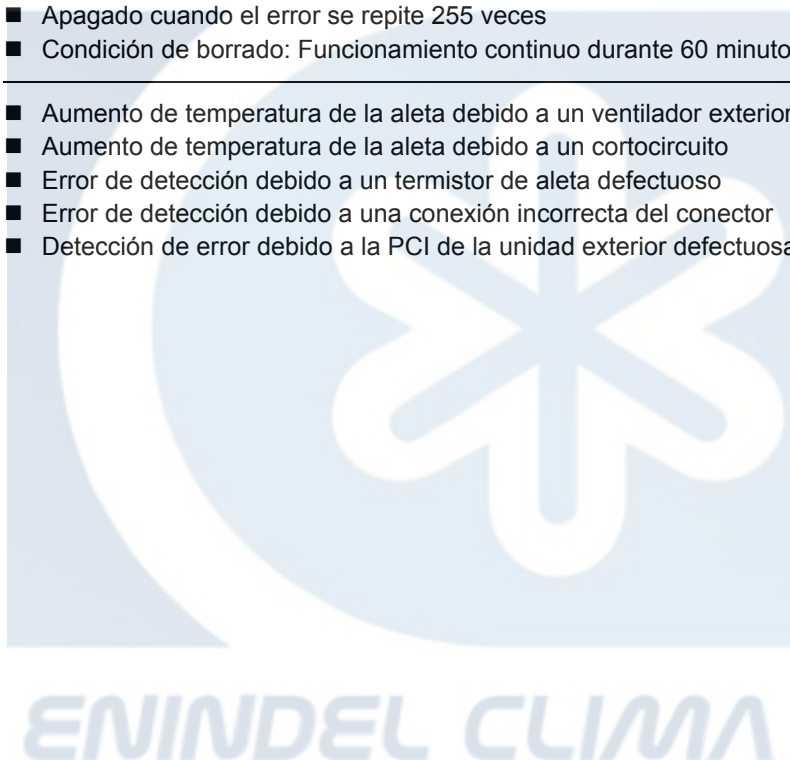 ■ Apagado cuando el error se repite 255 veces
■ Condición de borrado: Funcionamiento continuo durante 60 minuto
■ Aumento de temperatura de la aleta debido a un ventilador exterior
■ Aumento de temperatura de la aleta debido a un cortocircuito
■ Error de detección debido a un termistor de aleta defectuoso
■ Error de detección debido a una conexión incorrecta del conector
■ Detección de error debido a la PCI de la unidad exterior defectuosa
ENINDEL CLIMA